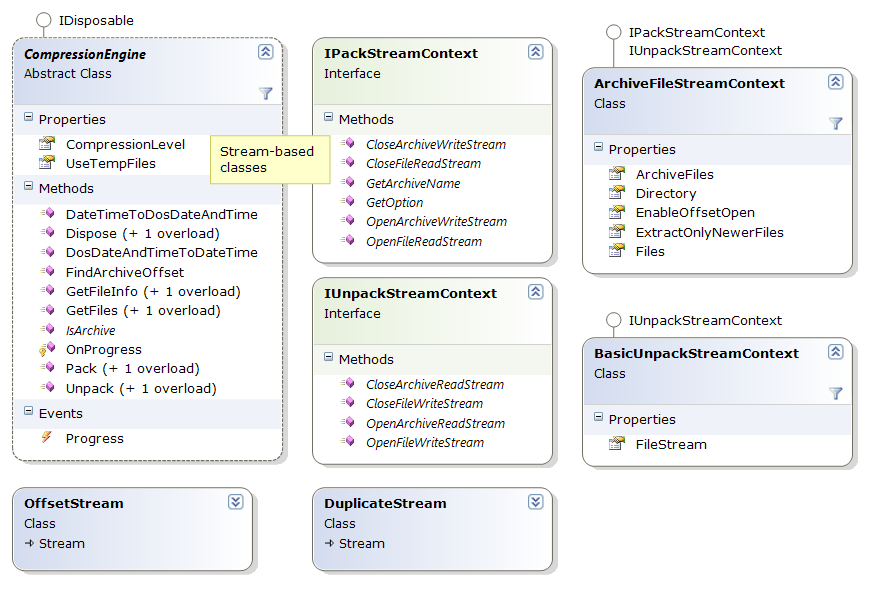 IDisposable
CompressionEngine
Abstract Class
Properties
CompressionLevel
UseTempFiles
Methods
DateTimeToDosDateAndTime
Dispose (+ 1 overload)
DosDateAndTimeToDateTime
FindArchiveOffset
GetFileInfo (+ 1 overload)
GetFiles (+ 1 overload)
IsArchive
OnProgress
Pack (+ 1 overload)
Unpack (+ 1 overload)
Events
Progress
Stream-based
classes
IPackStreamContext
Interface
Methods
CloseArchiveWriteStream
CloseFileReadStream
GetArchiveName
GetOption
OpenArchiveWriteStream
OpenFileReadStream
IUnpackStreamContext
Interface
Methods
CloseArchiveReadStream
CloseFileWriteStream
OpenArchiveReadStream
OpenFileWriteStream
IPackStreamContext
IUnpackStreamContext
ArchiveFileStreamContext
Class
Properties
ArchiveFiles
Directory
EnableOffsetOpen
ExtractOnlyNewerFiles
Files
IUnpackStreamContext
BasicUnpackStreamContext
Class
Properties
FileStream
OffsetStream
Class
Stream
DuplicateStream
Class
Stream